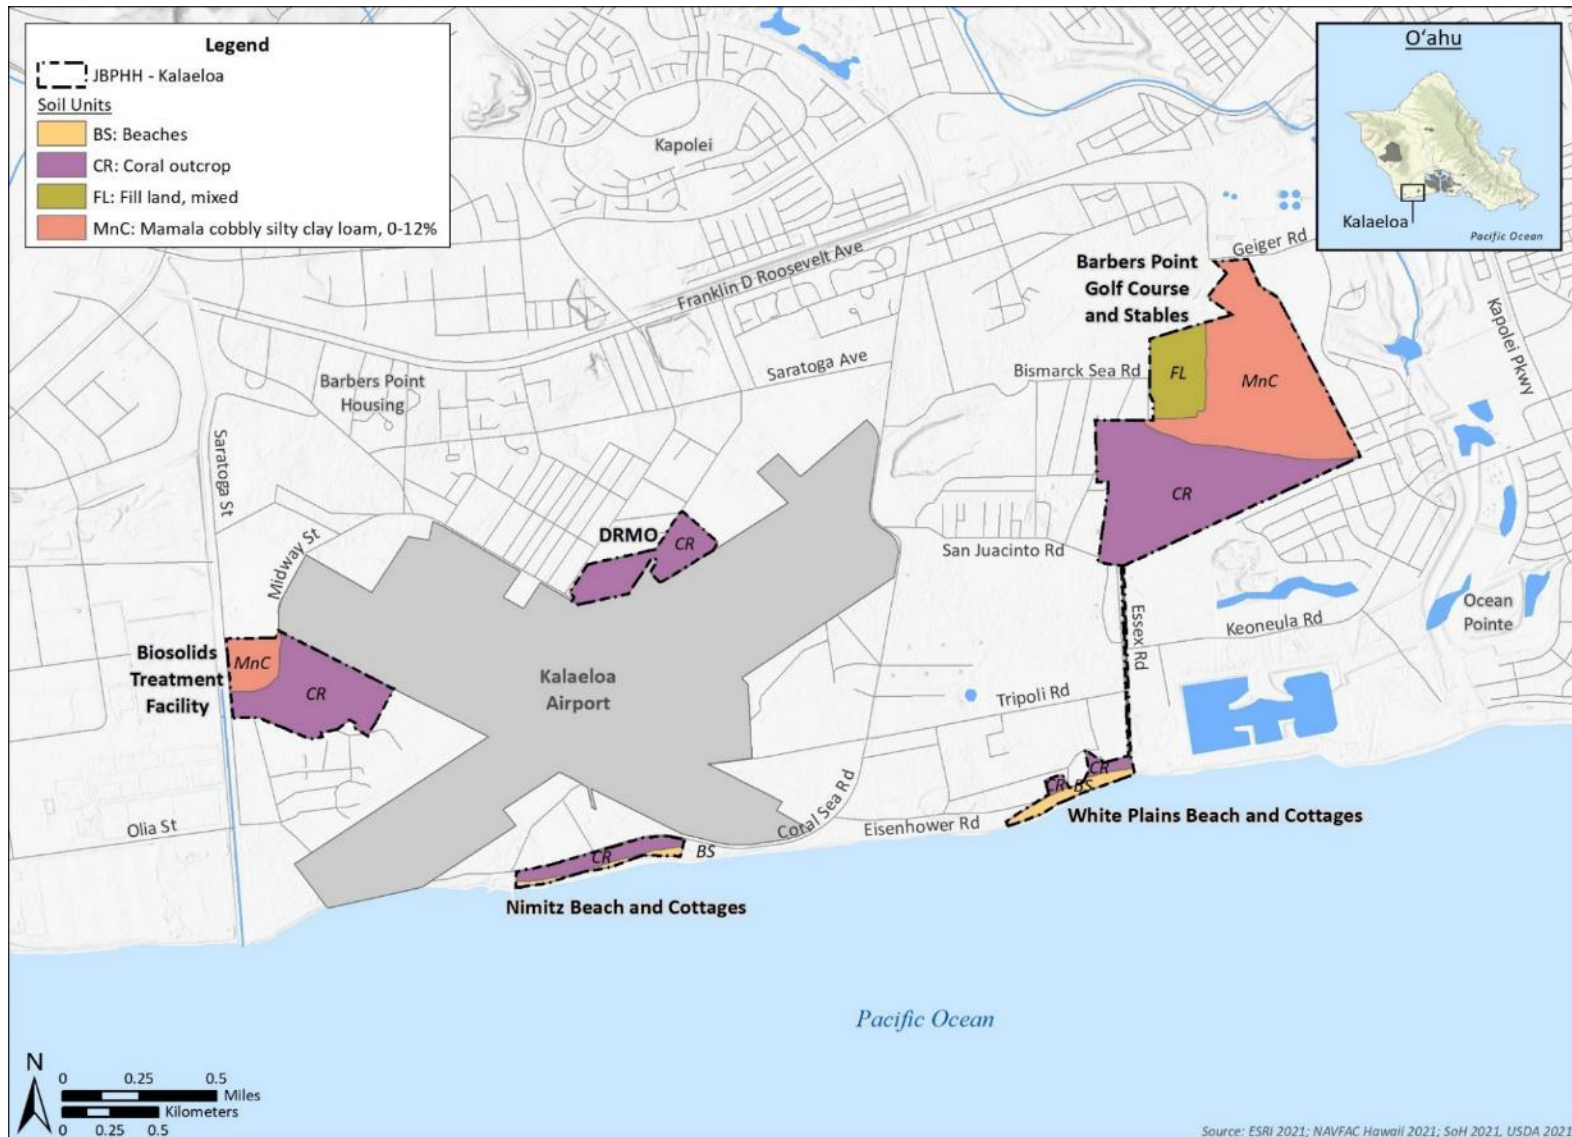 Legend
JBPHH - Kalaeloa
Soil Units
BS: Beaches
CR: Coral outcrop
FL: Fill land, mixed
MnC: Mamala cobbly silty clay loam, 0-12%
Oʻahu
Kalaeloa
Pacific Ocean
Kapolei
Geiger Rd
Franklin D Roosevelt Ave
Barbers Point
Golf Course
and Stables
Kapolei Pkwy
Saratoga Ave
Bismarck Sea Rd
FL
MnC
Barbers Point
Housing
Saratoga St
CR
Midway St
DRMO
CR
San Juacinto Rd
Essex Rd
Keoneula Rd
Ocean
Pointe
Biosolids
Treatment
Facility
MnC
CR
Kalaeloa
Airport
Tripoli Rd
CR
CR
BS
Coral Sea Rd
Olia St
Eisenhower Rd
White Plains Beach and Cottages
CR
BS
Nimitz Beach and Cottages
Pacific Ocean
N
0 0.25 0.5
Miles
Kilometers
0 0.25 0.5
Source: ESRI 2021; NAVFAC Hawaii 2021; SoH 2021, USDA 2021